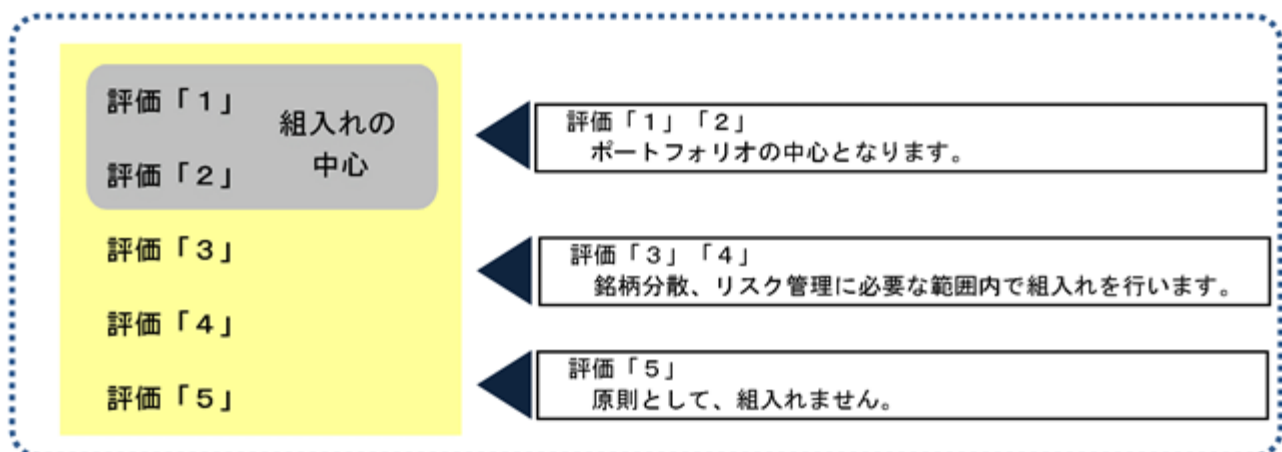 評価「１」
評価「２」
組入れの
中心
評価「３」
評価「４」
評価「５」
評価「１」「２」
ポートフォリオの中心となります。
評価「３」「４」
銘柄分散、リスク管理に必要な範囲内で組入れを行います。
評価「５」
原則として、組入れません。